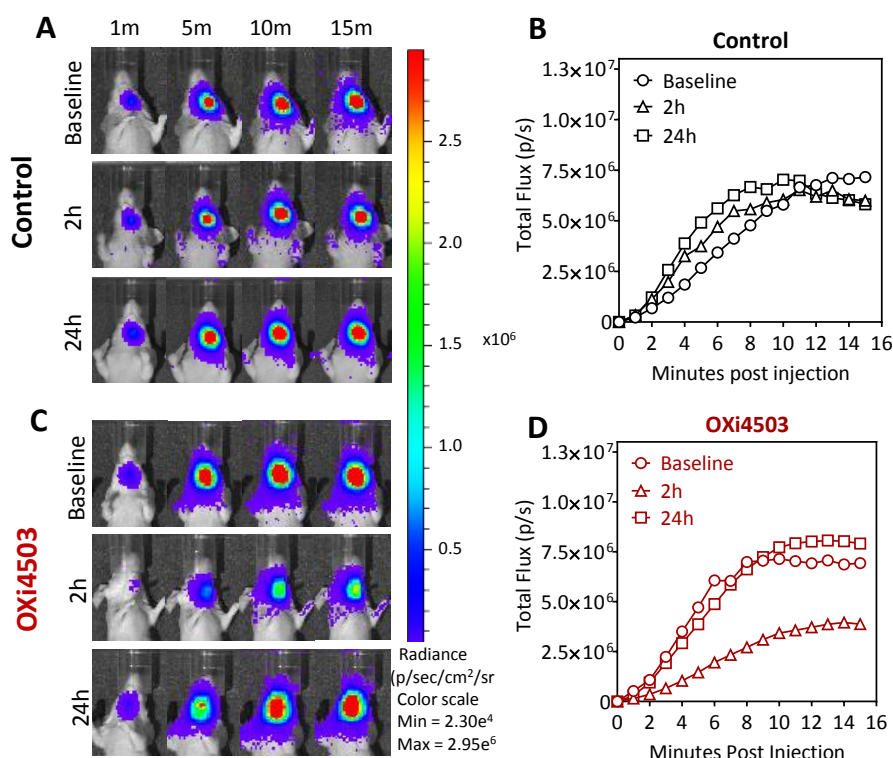 A
1m 5m 10m 15m
Control
Baseline
2h
24h
2.5
2.0
1.5
x10⁶
1.0
0.5
B
Control
1.3×10⁷
1.0×10⁷
7.5×10⁶
5.0×10⁶
2.5×10⁶
0
Total Flux (p/s)
Baseline
2h
24h
0 2 4 6 8 10 12 14 16
Minutes post injection
C
OXi4503
Baseline
2h
24h
Radiance
(p/sec/cm²/sr
Color scale
Min = 2.30e⁴
Max = 2.95e⁶
D
OXi4503
1.3×10⁷
1.0×10⁷
7.5×10⁶
5.0×10⁶
2.5×10⁶
0
Total Flux (p/s)
Baseline
2h
24h
0 2 4 6 8 10 12 14 16
Minutes Post Injection